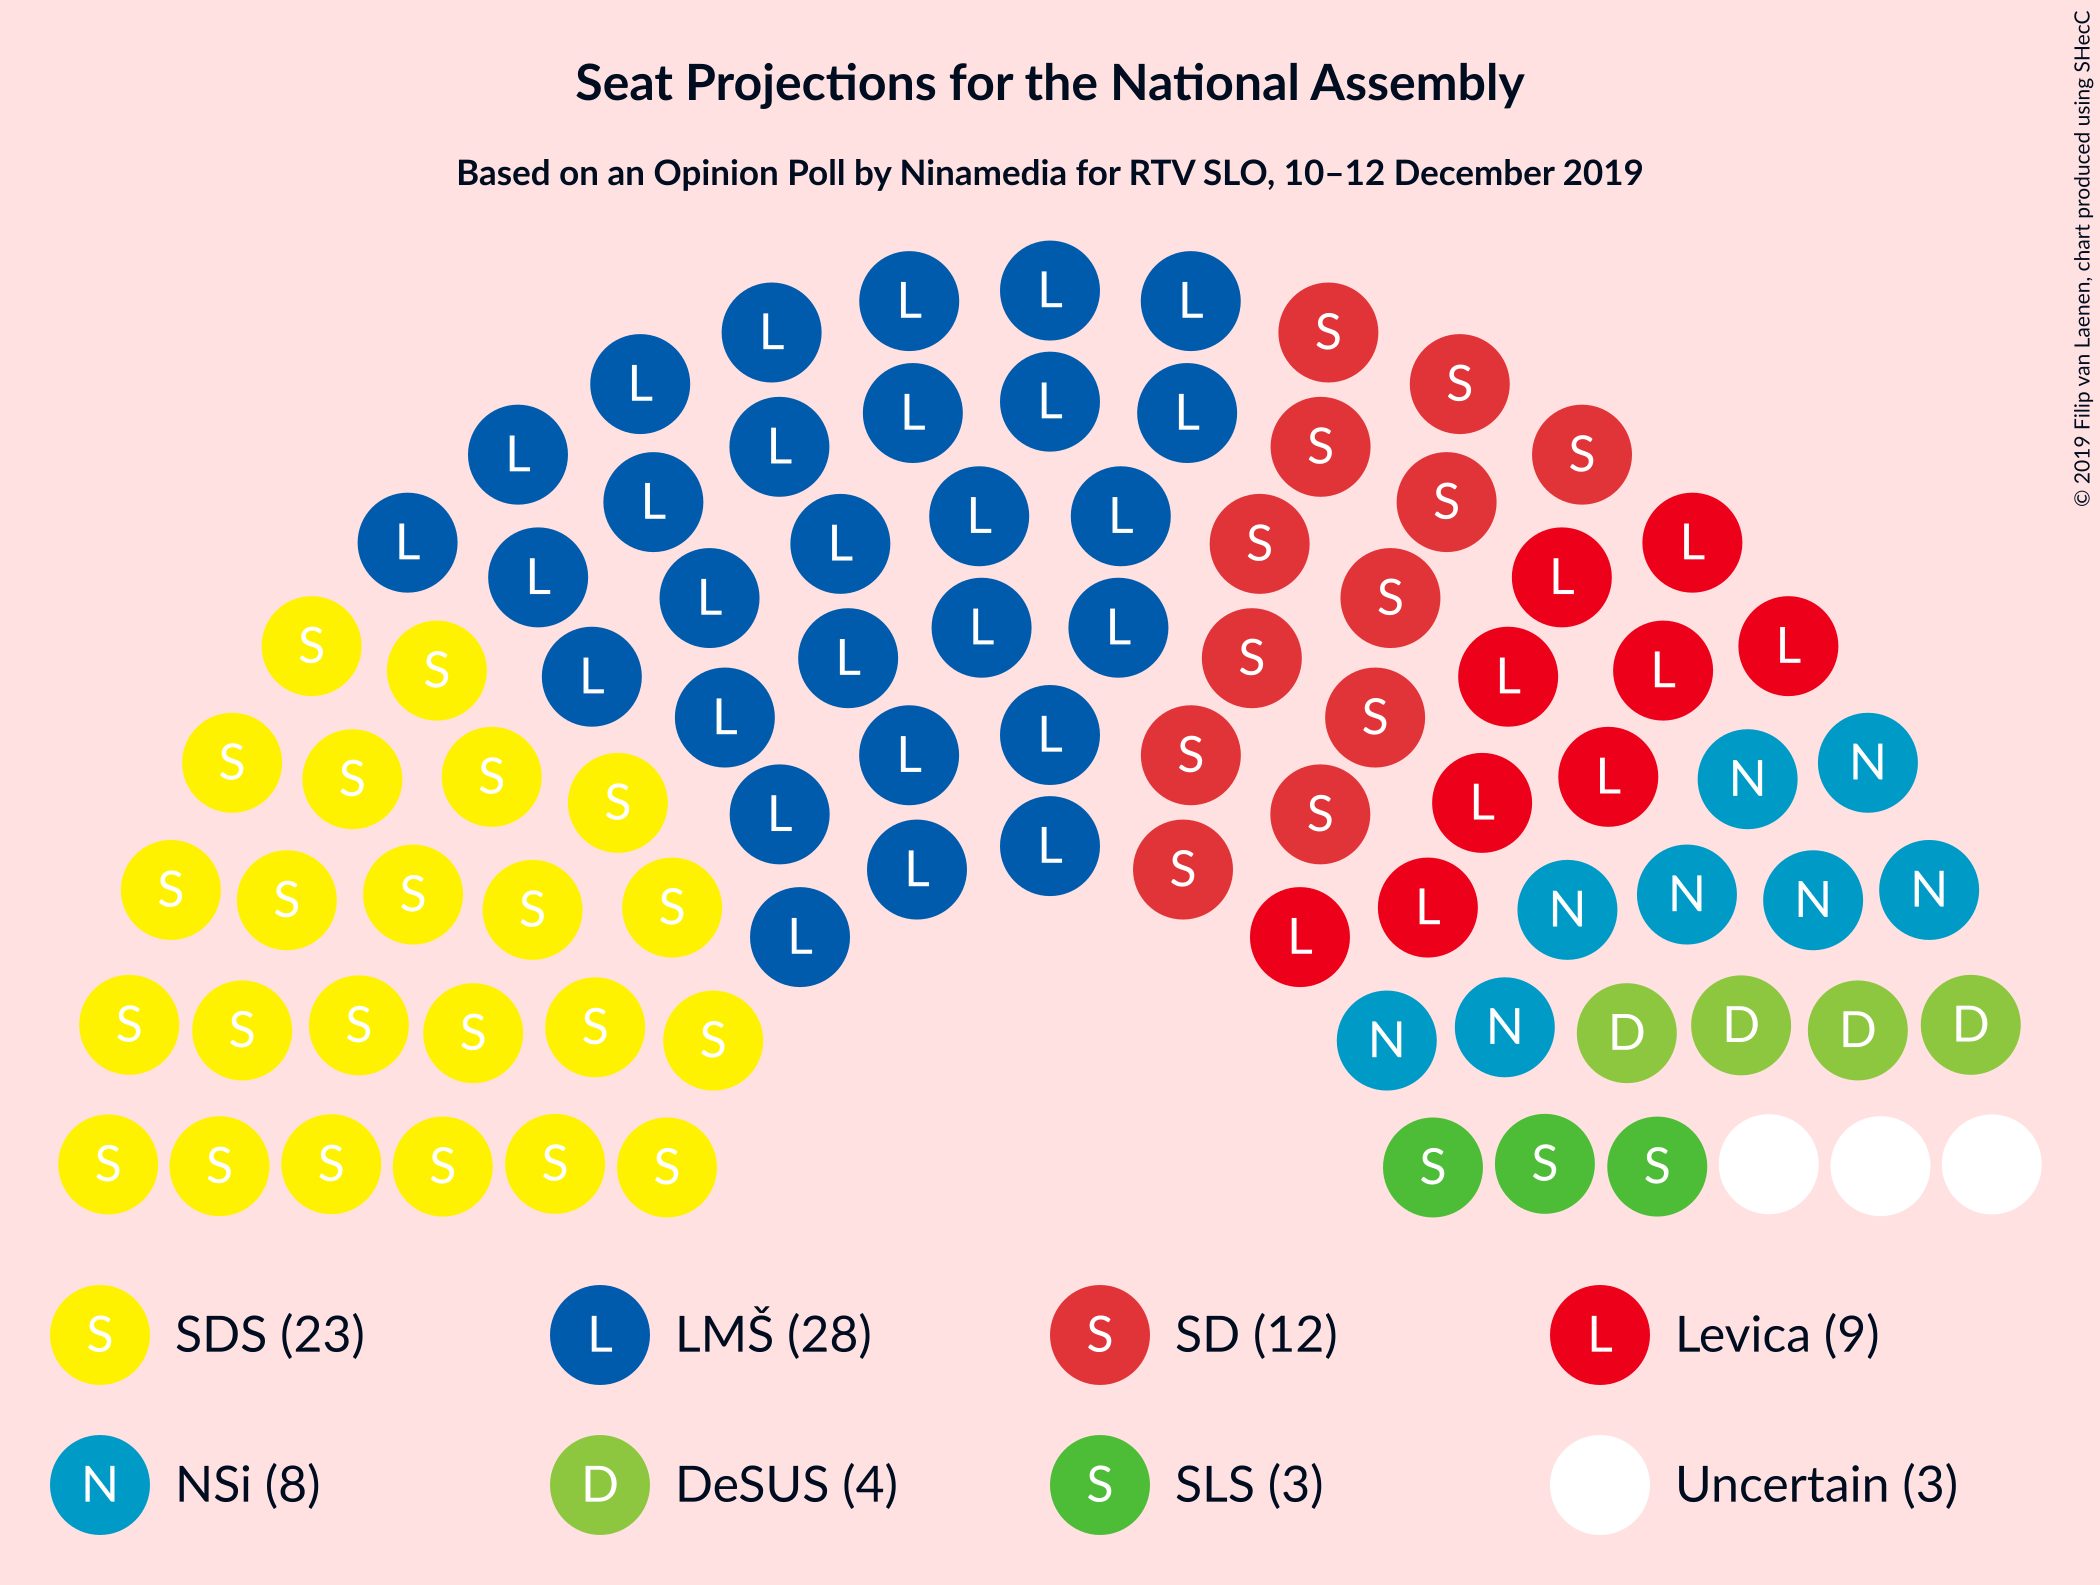 Seat Projections for the National Assembly
Based on an Opinion Poll by Ninamedia for RTV SLO, 10–12 December 2019
© 2019 Filip van Laenen, chart produced using SHecC
L L L
L L S
L L L L S
L S S
L L L S
L L L L
L L S S L L
S L L L
S S L L S L L L
L L S
S S S L L S L L N N
S L S L
S S S S S L S L N N N N
L L
S S S S S S N N D D D D
S S S S S S S S S
S SDS (23) L LMŠ (28) S SD (12) L Levica (9)
N NSi (8) D DeSUS (4) S SLS (3) Uncertain (3)